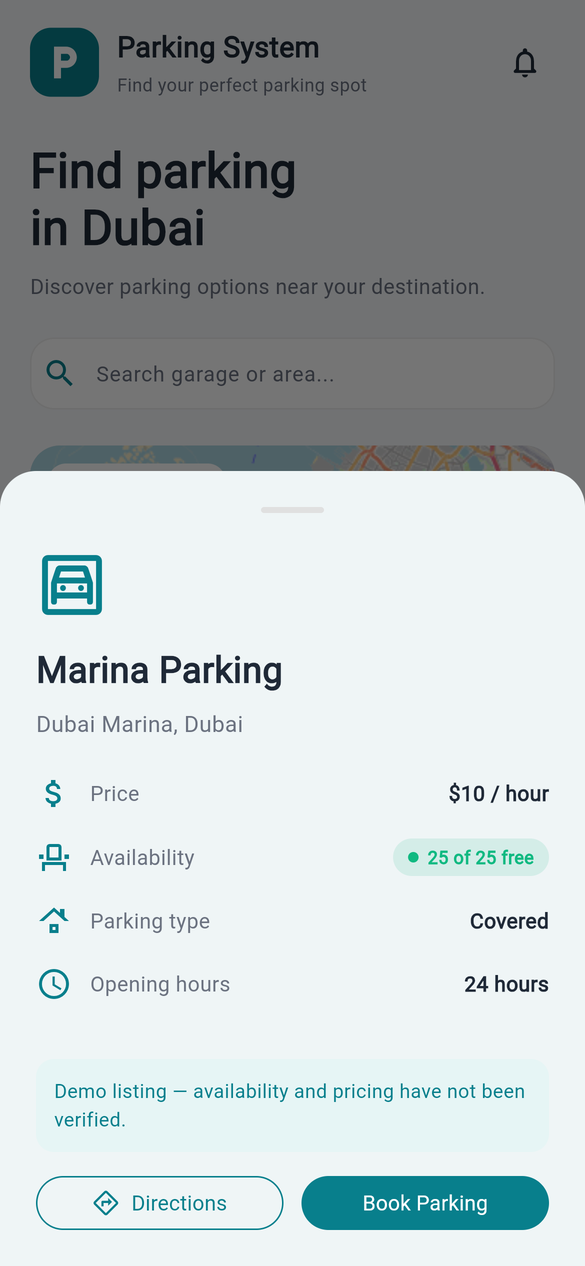 P
Parking System
Find your perfect parking spot
Find parking
in Dubai
Discover parking options near your destination.
Search garage or area...
Marina Parking
Dubai Marina, Dubai
Price
$10 / hour
Availability
25 of 25 free
Parking type
Covered
Opening hours
24 hours
Demo listing — availability and pricing have not been
verified.
Directions
Book Parking